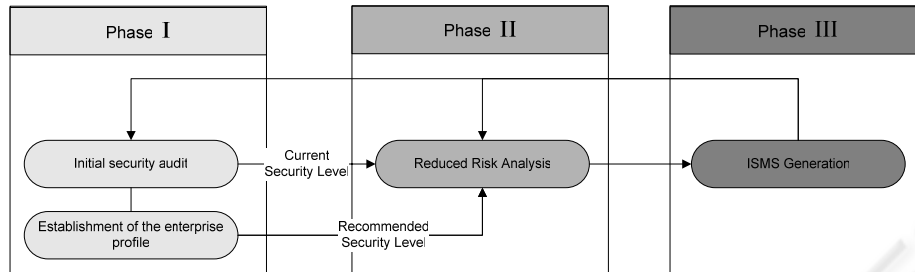 Phase I
Phase II
Phase III
Initial security audit
Current
Security Level
Reduced Risk Analysis
ISMS Generation
Establishment of the enterprise
profile
Recommended
Security Level